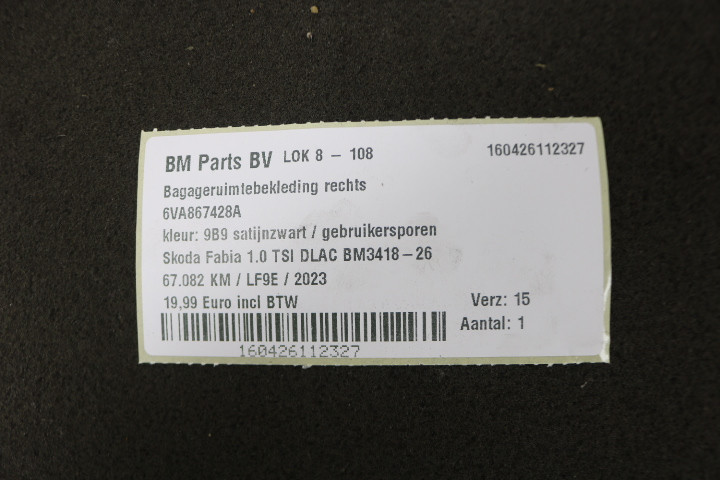 BM Parts BV LOK 8 - 108 160426112327
Bagageruimtebekleding rechts
6VA867428A
kleur: 9B9 satijnzwart / gebruikersporen
Skoda Fabia 1.0 TSI DLAC BM3418-26
67.082 KM / LF9E / 2023
19,99 Euro incl BTW Verz: 15
Aantal: 1
160426112327